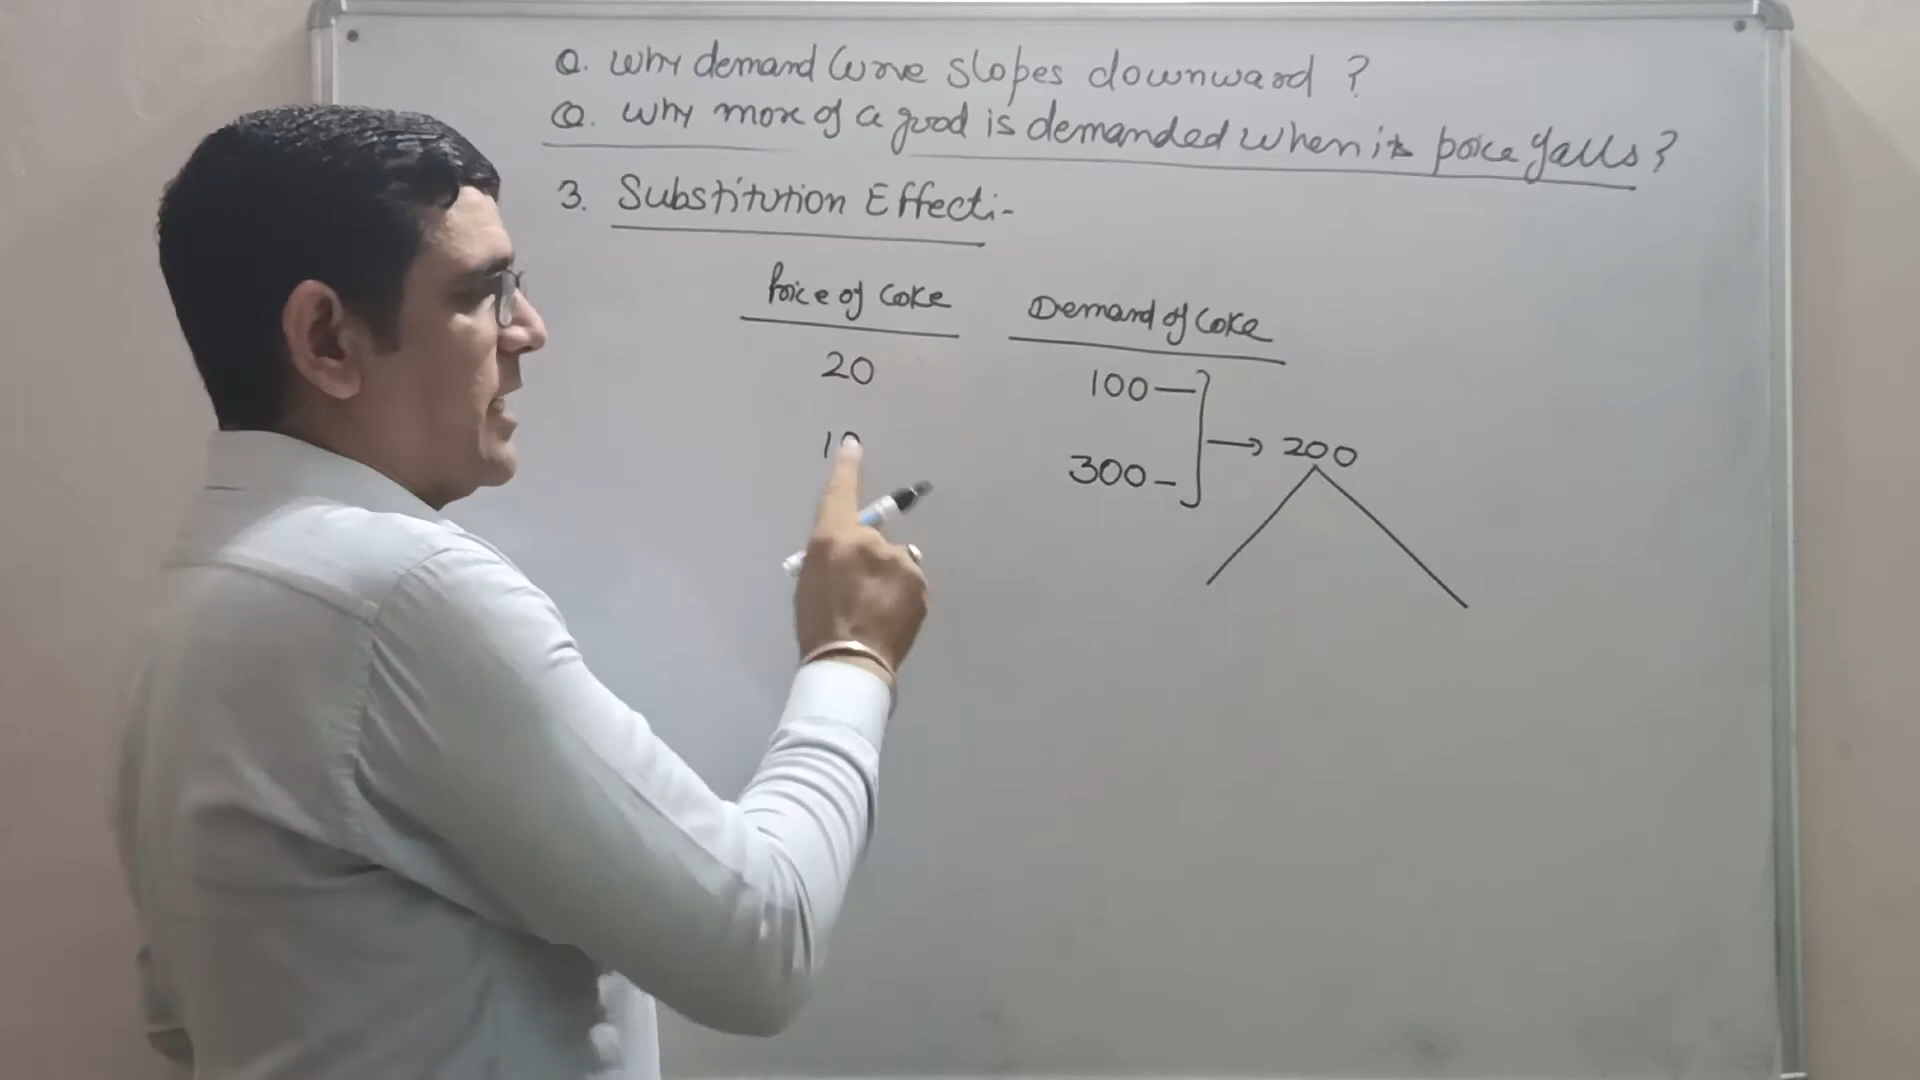 Q. Why demand Curve slopes downward ?
Q. Why more of a good is demanded when its price falls ?
3. Substitution Effect:-
Price of Coke Demand of Coke
20 100
10 300 → 200